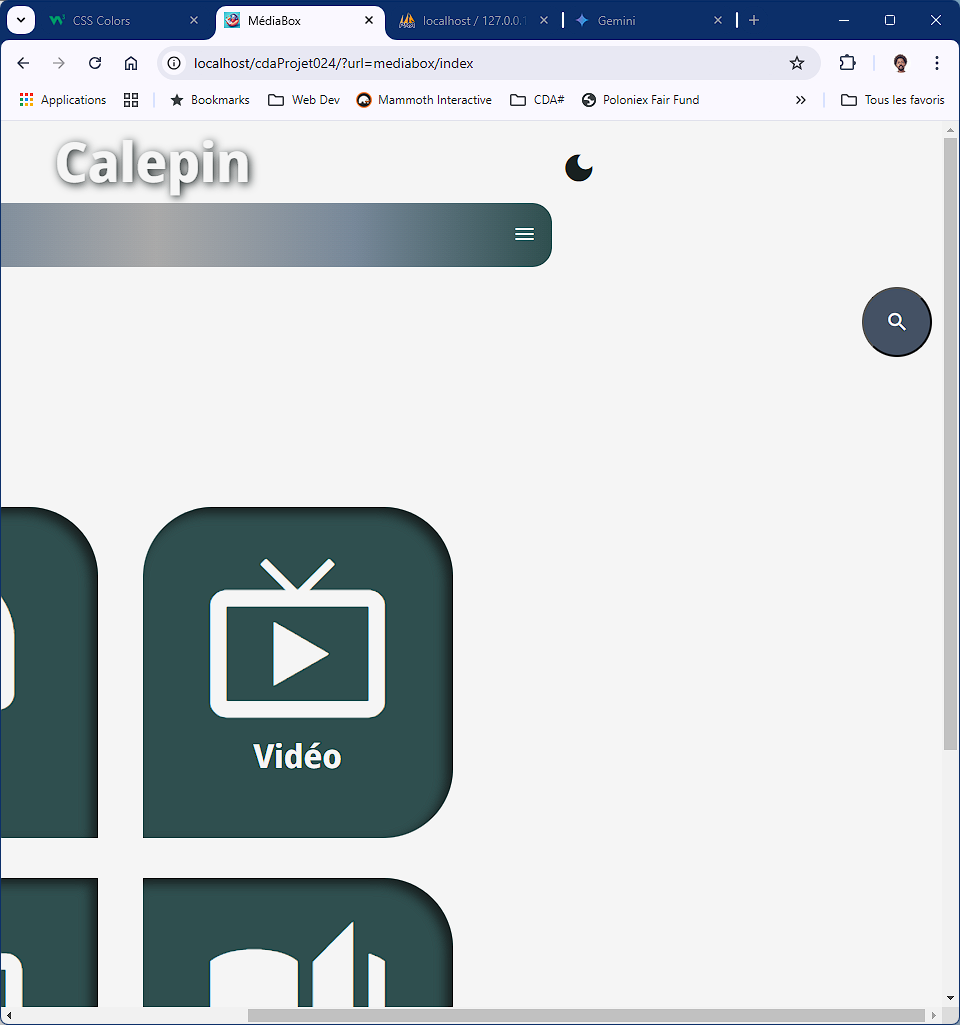 CSS Colors
MédiaBox
localhost / 127.0.0.1
Gemini
localhost/cdaProjet024/?url=mediabox/index
Applications
Bookmarks
Web Dev
Mammoth Interactive
CDA#
Poloniex Fair Fund
Tous les favoris
Calepin
Vidéo